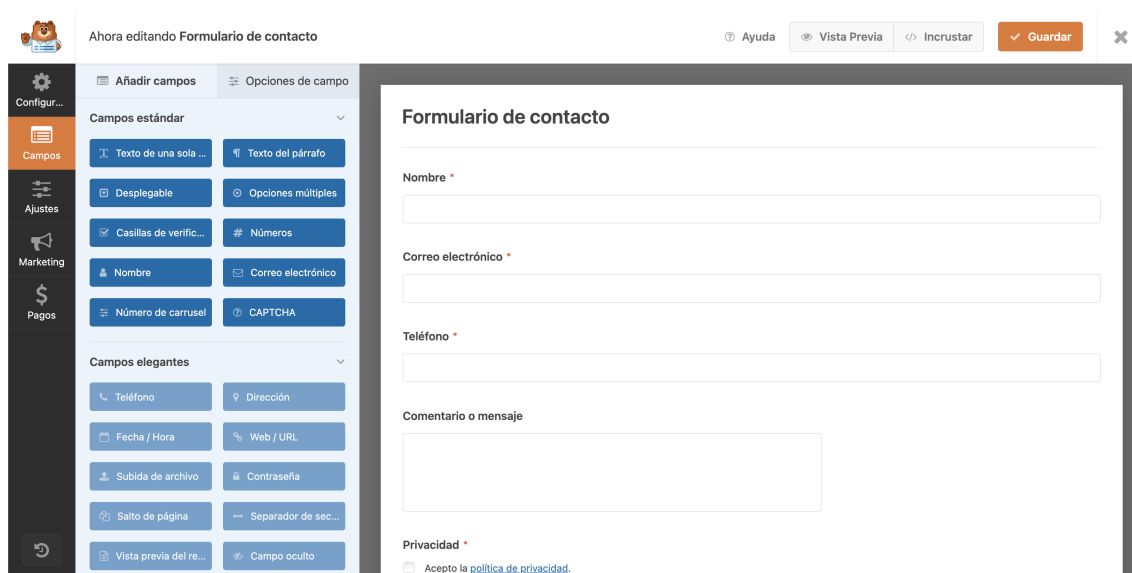 Ahora editando Formulario de contacto
Ayuda
Vista Previa
Incrustar
Guardar
Configur...
Campos
Ajustes
Marketing
Pagos
Añadir campos
Opciones de campo
Campos estándar
Texto de una sola ...
Texto del párrafo
Desplegable
Opciones múltiples
Casillas de verific...
Números
Nombre
Correo electrónico
Número de carrusel
CAPTCHA
Campos elegantes
Teléfono
Dirección
Fecha / Hora
Web / URL
Subida de archivo
Contraseña
Salto de página
Separador de sec...
Vista previa del re...
Campo oculto
Formulario de contacto
Nombre *
Correo electrónico *
Teléfono *
Comentario o mensaje
Privacidad *
Acepto la política de privacidad.